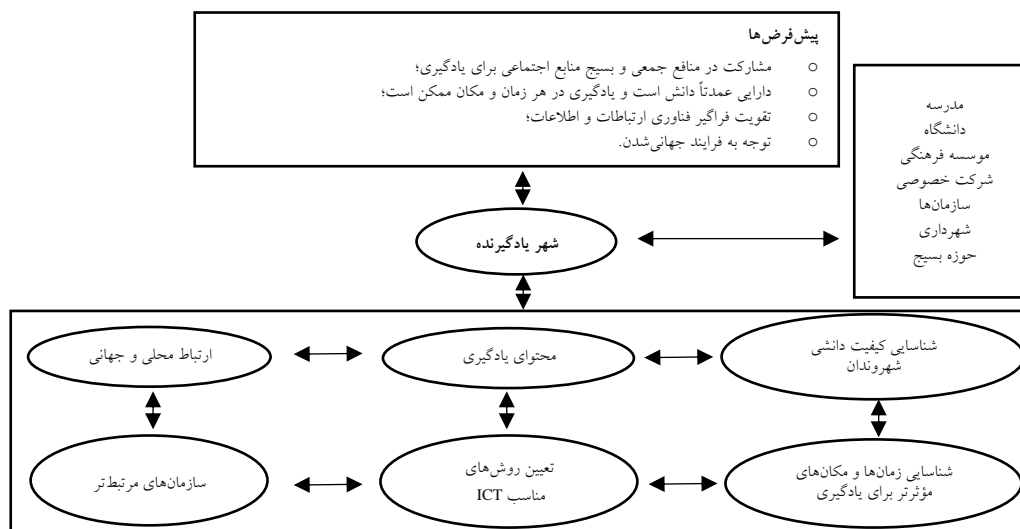 پیش‌فرض‌ها
○ مشارکت در منافع جمعی و بسیج منابع اجتماعی برای یادگیری؛
○ دارایی عمدتاً دانش است و یادگیری در هر زمان و مکان ممکن است؛
○ تقویت فراگیر فناوری ارتباطات و اطلاعات؛
○ توجه به فرایند جهانی‌شدن.
مدرسه
دانشگاه
موسسه فرهنگی
شرکت خصوصی
سازمان‌ها
شهرداری
حوزه بسیج
شهر یادگیرنده
شناسایی کیفیت دانشی
شهروندان
محتوای یادگیری
ارتباط محلی و جهانی
شناسایی زمان‌ها و مکان‌های
مؤثرتر برای یادگیری
تعیین روش‌های
مناسب ICT
سازمان‌های مرتبط‌تر